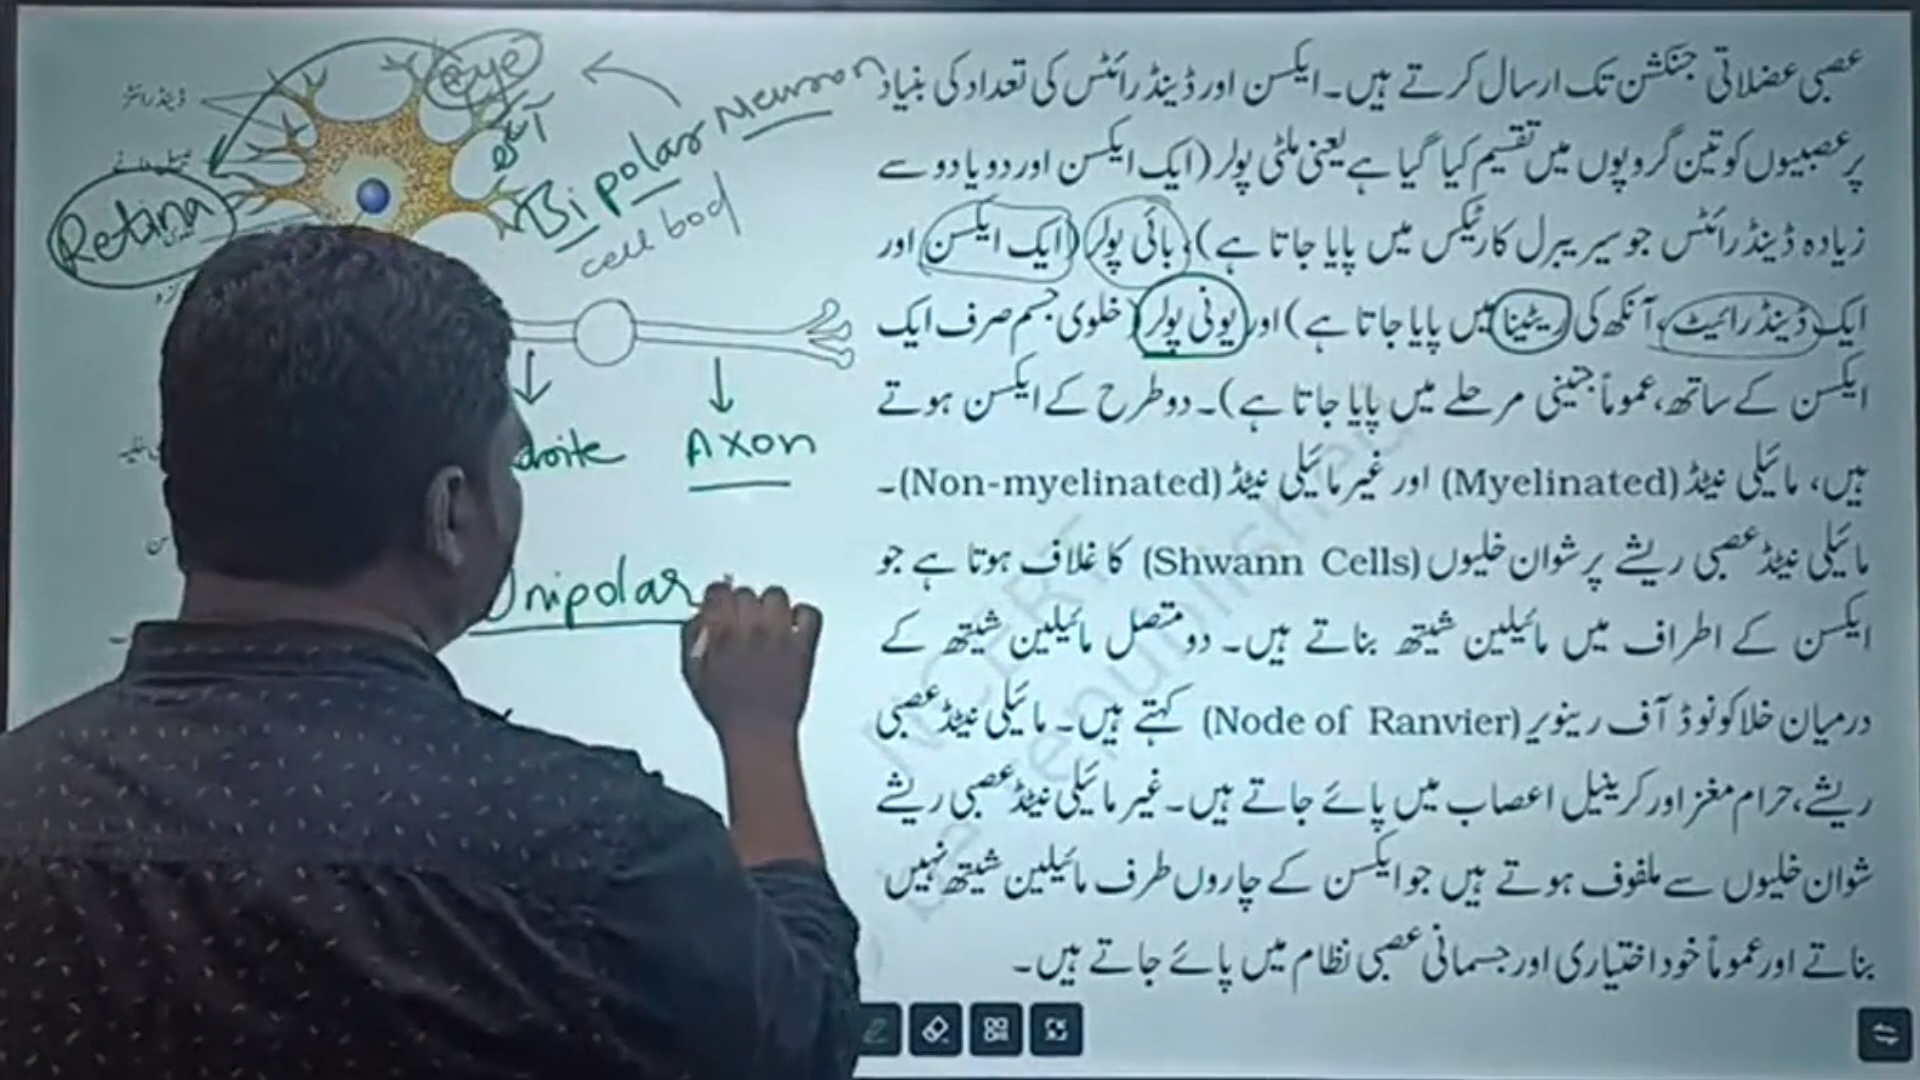 عصبی عضلاتی جنکشن تک ارسال کرتے ہیں۔ ایکسن اور ڈینڈرائٹس کی تعداد کی بنیاد
پر عصبیوں کو تین گروپوں میں تقسیم کیا گیا ہے یعنی ملٹی پولر (ایک ایکسن اور دو یا دو سے
زیادہ ڈینڈرائٹس جو سیریبرل کارٹیکس میں پایا جاتا ہے)، بائی پولر (ایک ایکسن اور
ایک ڈینڈرائیٹ، آنکھ کی ریٹینا میں پایا جاتا ہے) اور یونی پولر (خلوی جسم صرف ایک
ایکسن کے ساتھ، عموماً جنینی مرحلے میں پایا جاتا ہے)۔ دو طرح کے ایکسن ہوتے
ہیں، مائیلی نیٹڈ (Myelinated) اور غیر مائیلی نیٹڈ (Non-myelinated)۔
مائیلی نیٹڈ عصبی ریشے پر شوان خلیوں (Shwann Cells) کا غلاف ہوتا ہے جو
ایکسن کے اطراف میں مائیلین شیتھ بناتے ہیں۔ دو متصل مائیلین شیتھ کے
درمیان خلا کو نوڈ آف رینویر (Node of Ranvier) کہتے ہیں۔ مائیلی نیٹڈ عصبی
ریشے، حرام مغز اور کرینیل اعصاب میں پائے جاتے ہیں۔ غیر مائیلی نیٹڈ عصبی ریشے
شوان خلیوں سے ملفوف ہوتے ہیں جو ایکسن کے چاروں طرف مائیلین شیتھ نہیں
بناتے اور عموماً خود اختیاری اور جسمانی عصبی نظام میں پائے جاتے ہیں۔
ڈینڈرائٹز
eye
Bipolar Neuron
Retina
cell bod
drite
Axon
Unipolar